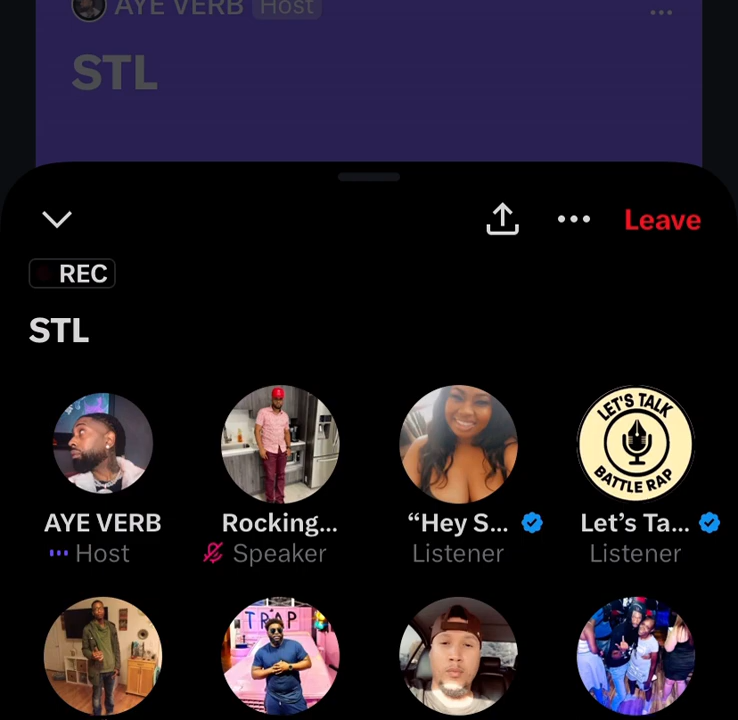 AYE VERB Host
STL
Leave
REC
STL
LET'S TALK
BATTLE RAP
AYE VERB
Rocking...
“Hey S...
Let’s Ta...
Host
Speaker
Listener
Listener
TRAP